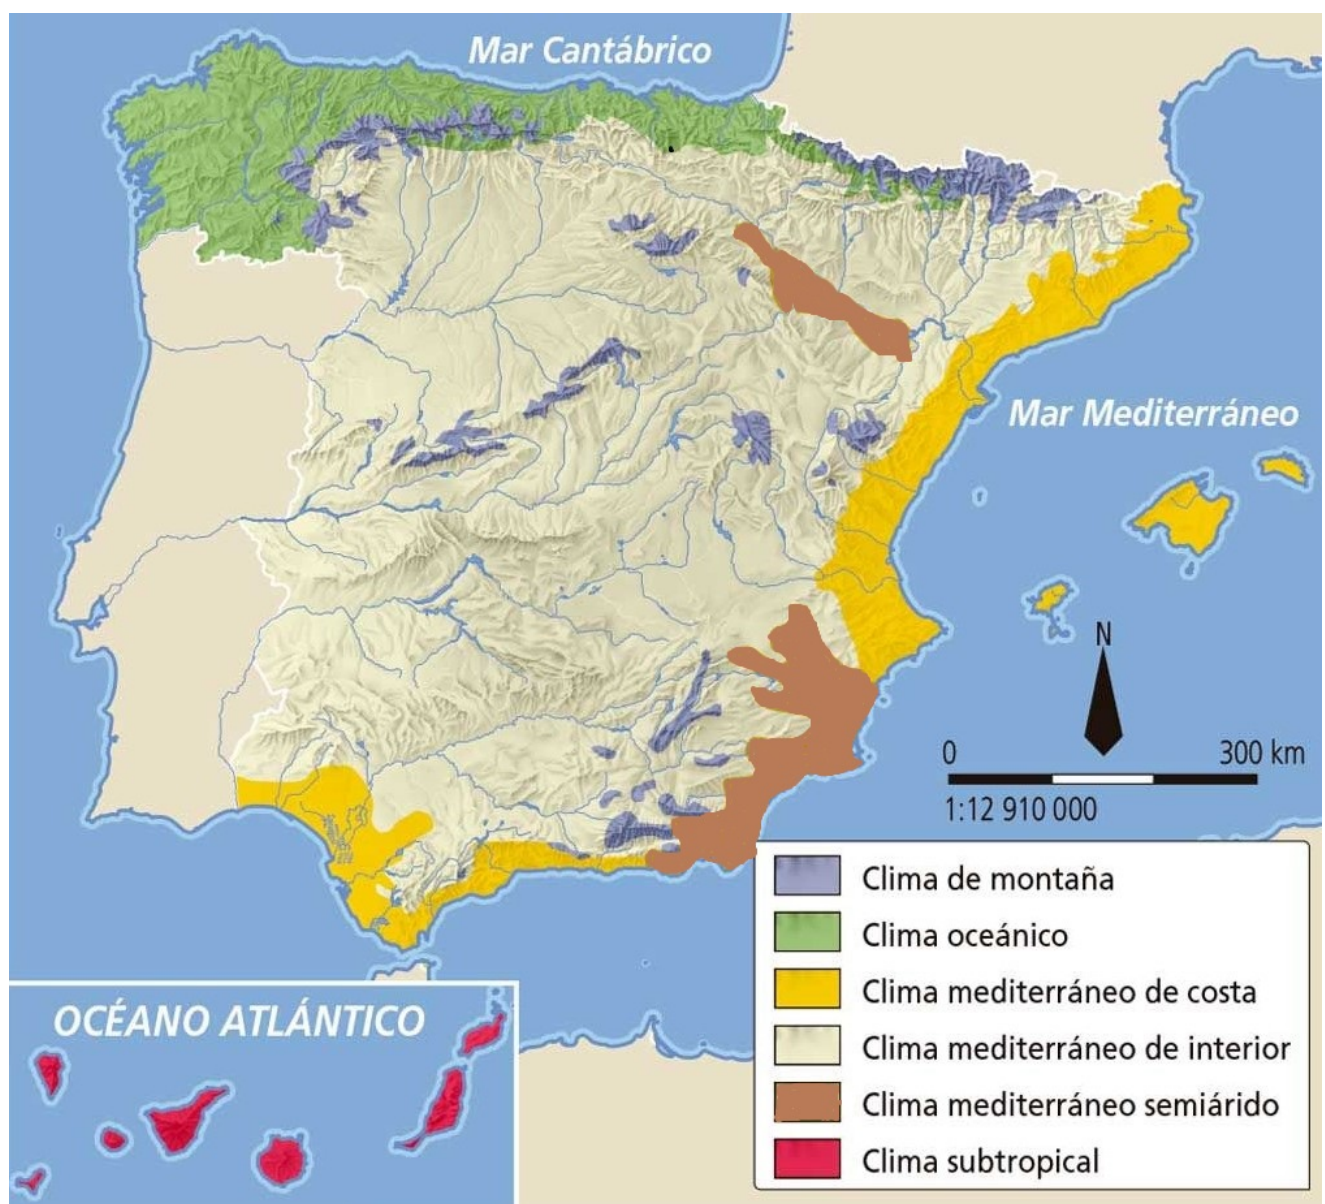 Mar Cantábrico
Mar Mediterráneo
N
0 300 km
1:12 910 000
OCÉANO ATLÁNTICO
Clima de montaña
Clima oceánico
Clima mediterráneo de costa
Clima mediterráneo de interior
Clima mediterráneo semiárido
Clima subtropical